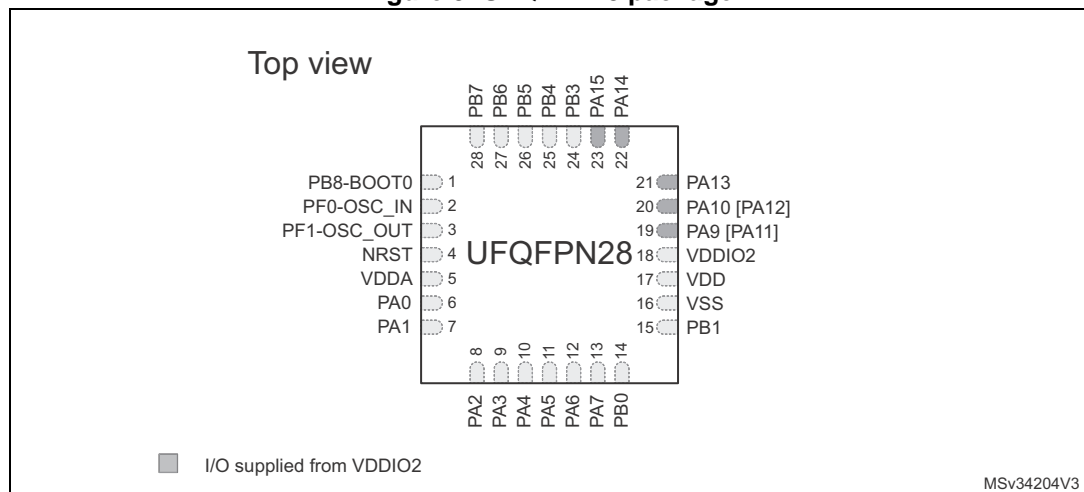 package
Top view
PB7 PB6 PB5 PB4 PB3 PA15 PA14
28 27 26 25 24 23 22
PB8-BOOT0 1
PF0-OSC_IN 2
PF1-OSC_OUT 3
NRST 4
VDDA 5
PA0 6
PA1 7
UFQFPN28
21 PA13
20 PA10 [PA12]
19 PA9 [PA11]
18 VDDIO2
17 VDD
16 VSS
15 PB1
8 9 10 11 12 13 14
PA2 PA3 PA4 PA5 PA6 PA7 PB0
I/O supplied from VDDIO2
MSv34204V3